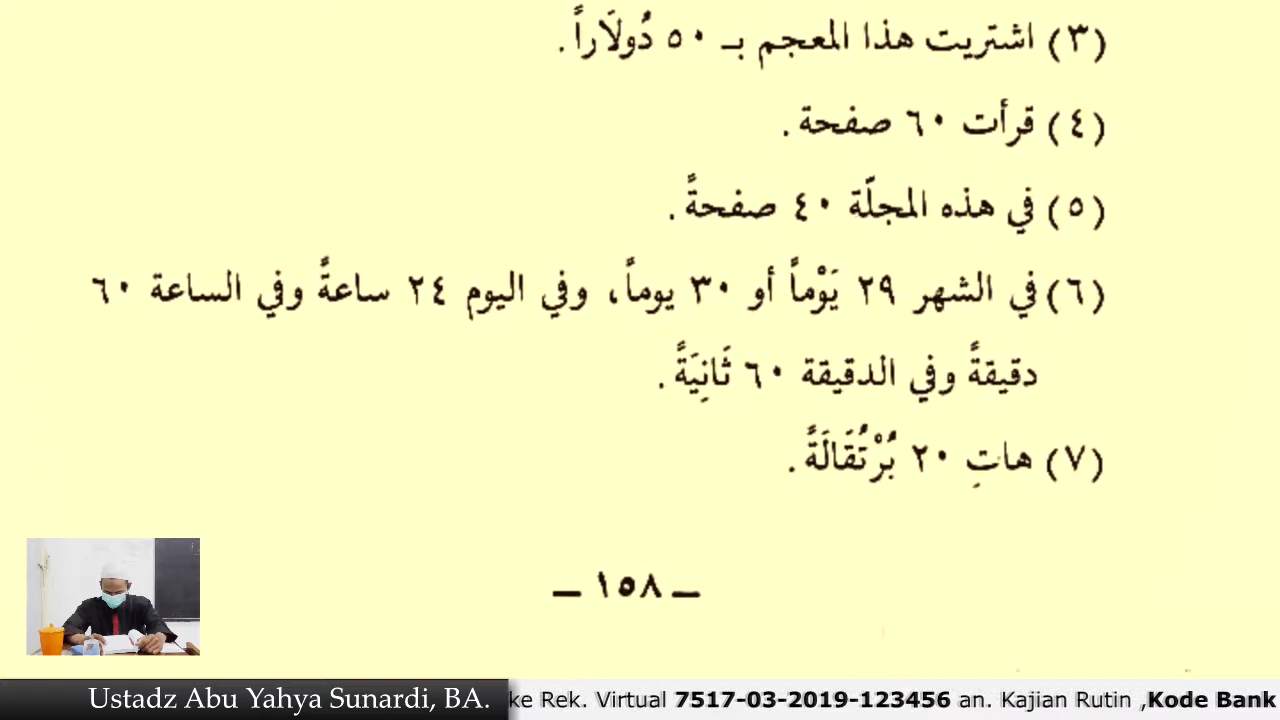 (٣) اشتريت هذا المعجم بـ ٥٠ دُولَاراً.
(٤) قرأت ٦٠ صفحة.
(٥) في هذه المجلّة ٤٠ صفحةً.
(٦) في الشهر ٢٩ يَوْماً أو ٣٠ يوماً، وفي اليوم ٢٤ ساعةً وفي الساعة ٦٠
دقيقةً وفي الدقيقة ٦٠ ثَانِيَةً.
(٧) هاتِ ٢٠ بُرْتُقَالَةً.
ــ ١٥٨ ــ
Ustadz Abu Yahya Sunardi, BA.
ke Rek. Virtual 7517-03-2019-123456 an. Kajian Rutin ,Kode Bank